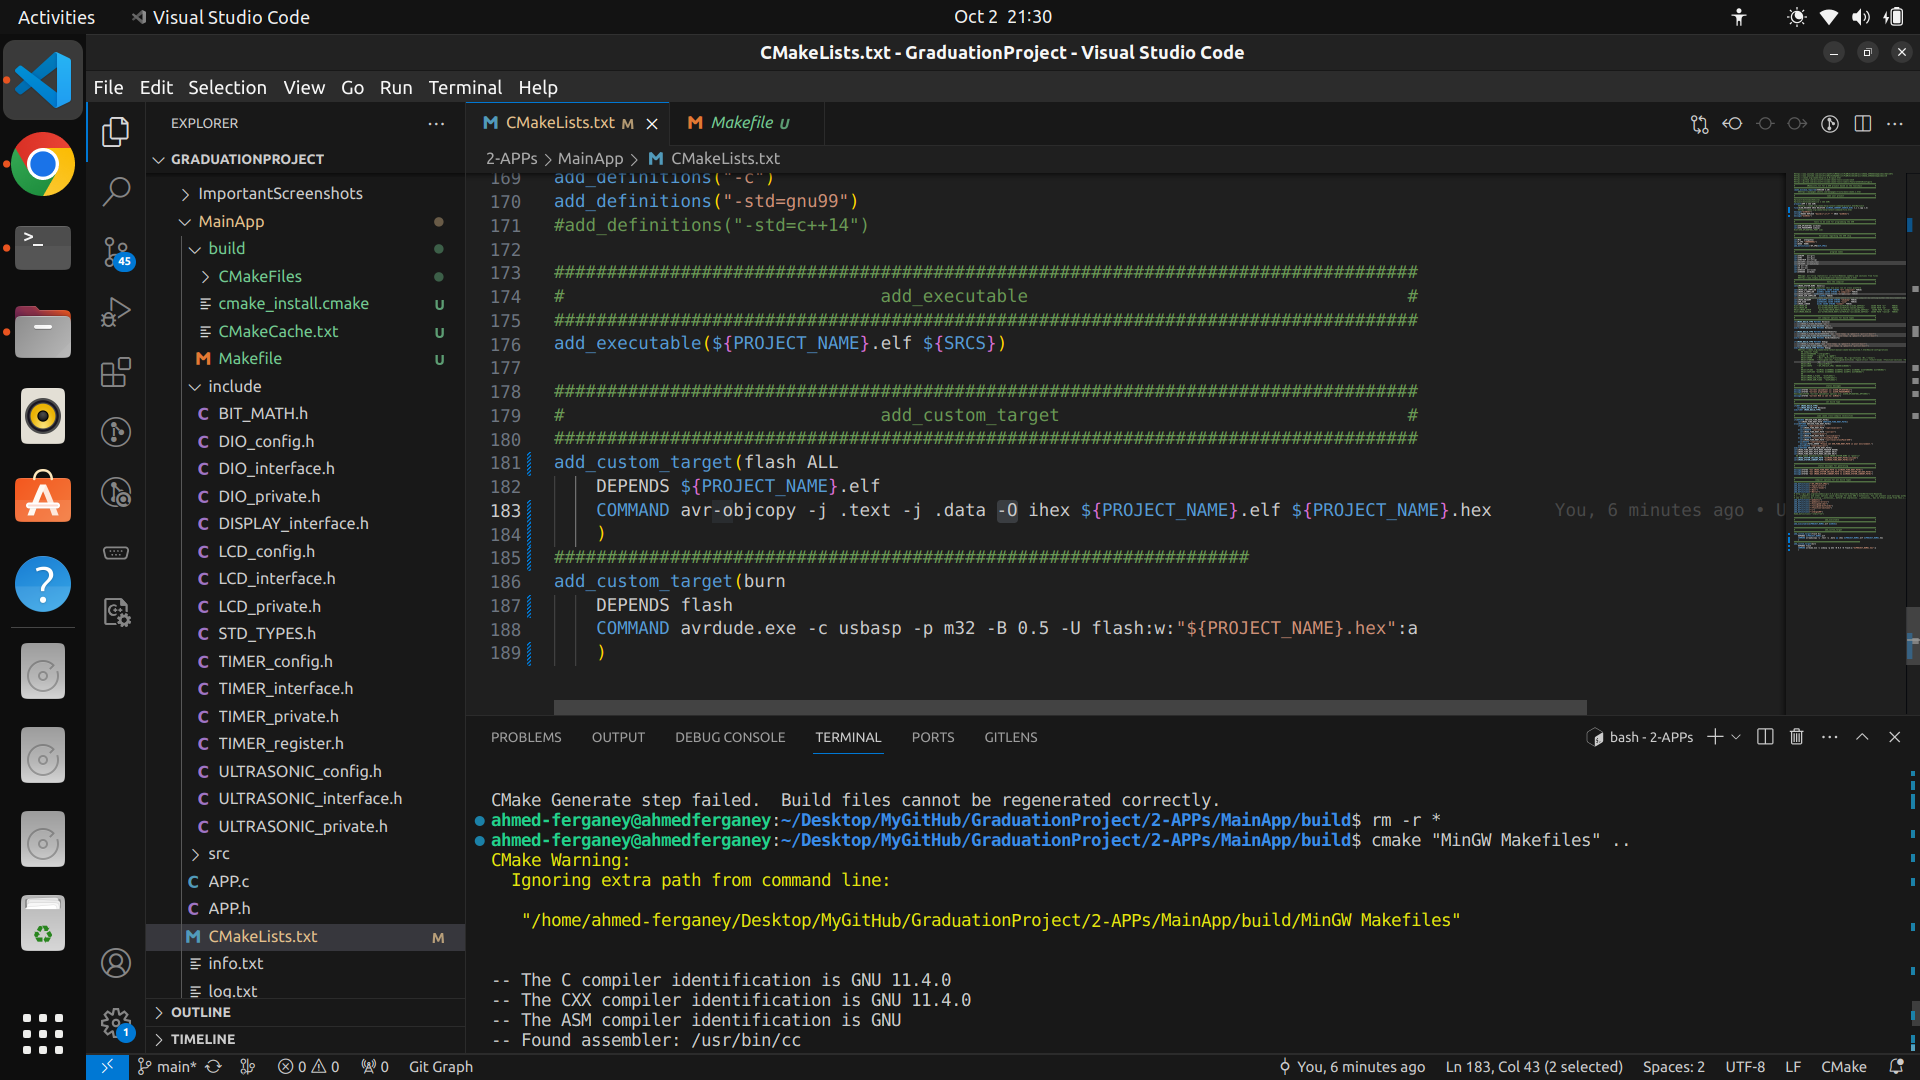 Activities
Visual Studio Code
Oct 2 21:30
CMakeLists.txt - GraduationProject - Visual Studio Code
File Edit Selection View Go Run Terminal Help
EXPLORER
GRADUATIONPROJECT
ImportantScreenshots
MainApp
build
CMakeFiles
cmake_install.cmake U
CMakeCache.txt U
Makefile U
include
BIT_MATH.h
DIO_config.h
DIO_interface.h
DIO_private.h
DISPLAY_interface.h
LCD_config.h
LCD_interface.h
LCD_private.h
STD_TYPES.h
TIMER_config.h
TIMER_interface.h
TIMER_private.h
TIMER_register.h
ULTRASONIC_config.h
ULTRASONIC_interface.h
ULTRASONIC_private.h
src
APP.c
APP.h
CMakeLists.txt M
info.txt
log.txt
OUTLINE
TIMELINE
45
1
CMakeLists.txt M
Makefile U
2-APPs > MainApp > CMakeLists.txt
169 add_definitions("-c")
170 add_definitions("-std=gnu99")
171 #add_definitions("-std=c++14")
172
173 ##################################################################################
174 # add_executable #
175 ##################################################################################
176 add_executable(${PROJECT_NAME}.elf ${SRCS})
177
178 ##################################################################################
179 # add_custom_target #
180 ##################################################################################
181 add_custom_target(flash ALL
182 DEPENDS ${PROJECT_NAME}.elf
183 COMMAND avr-objcopy -j .text -j .data -O ihex ${PROJECT_NAME}.elf ${PROJECT_NAME}.hex You, 6 minutes ago • U
184 )
185 ##################################################################
186 add_custom_target(burn
187 DEPENDS flash
188 COMMAND avrdude.exe -c usbasp -p m32 -B 0.5 -U flash:w:"${PROJECT_NAME}.hex":a
189 )
PROBLEMS OUTPUT DEBUG CONSOLE TERMINAL PORTS GITLENS
bash - 2-APPs
CMake Generate step failed. Build files cannot be regenerated correctly.
ahmed-ferganey@ahmedferganey:~/Desktop/MyGitHub/GraduationProject/2-APPs/MainApp/build$ rm -r *
ahmed-ferganey@ahmedferganey:~/Desktop/MyGitHub/GraduationProject/2-APPs/MainApp/build$ cmake "MinGW Makefiles" ..
CMake Warning:
Ignoring extra path from command line:
"/home/ahmed-ferganey/Desktop/MyGitHub/GraduationProject/2-APPs/MainApp/build/MinGW Makefiles"
-- The C compiler identification is GNU 11.4.0
-- The CXX compiler identification is GNU 11.4.0
-- The ASM compiler identification is GNU
-- Found assembler: /usr/bin/cc
main* 0 0 0 Git Graph
You, 6 minutes ago Ln 183, Col 43 (2 selected) Spaces: 2 UTF-8 LF CMake